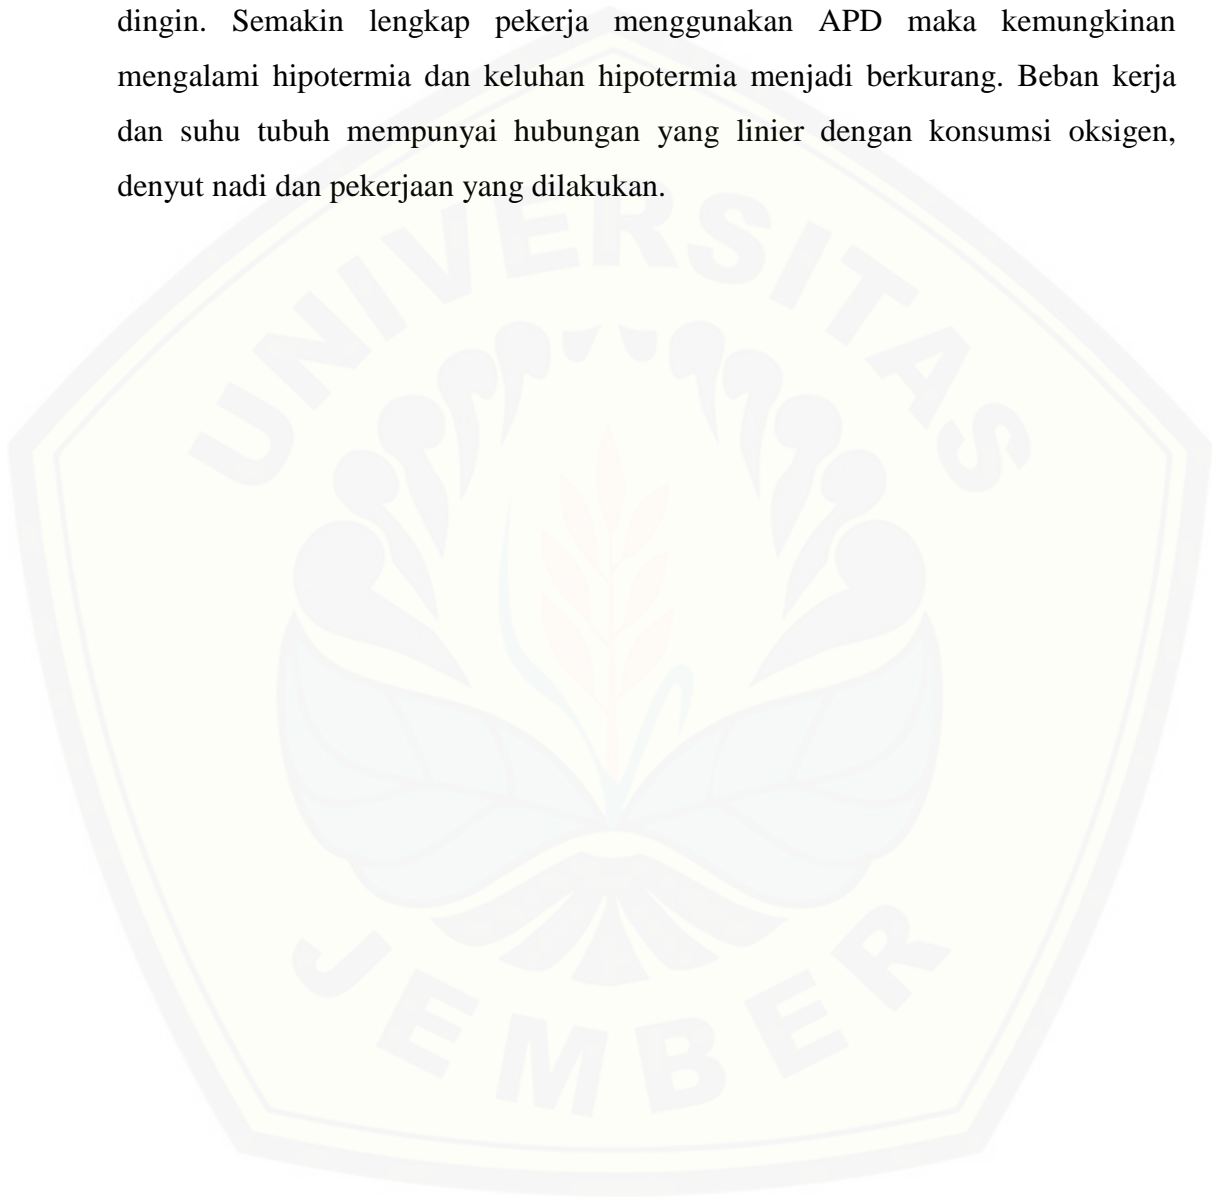 dingin. Semakin lengkap pekerja menggunakan APD maka kemungkinan
mengalami hipotermia dan keluhan hipotermia menjadi berkurang. Beban kerja
dan suhu tubuh mempunyai hubungan yang linier dengan konsumsi oksigen,
denyut nadi dan pekerjaan yang dilakukan.
UNIVERSITAS
JEMBER